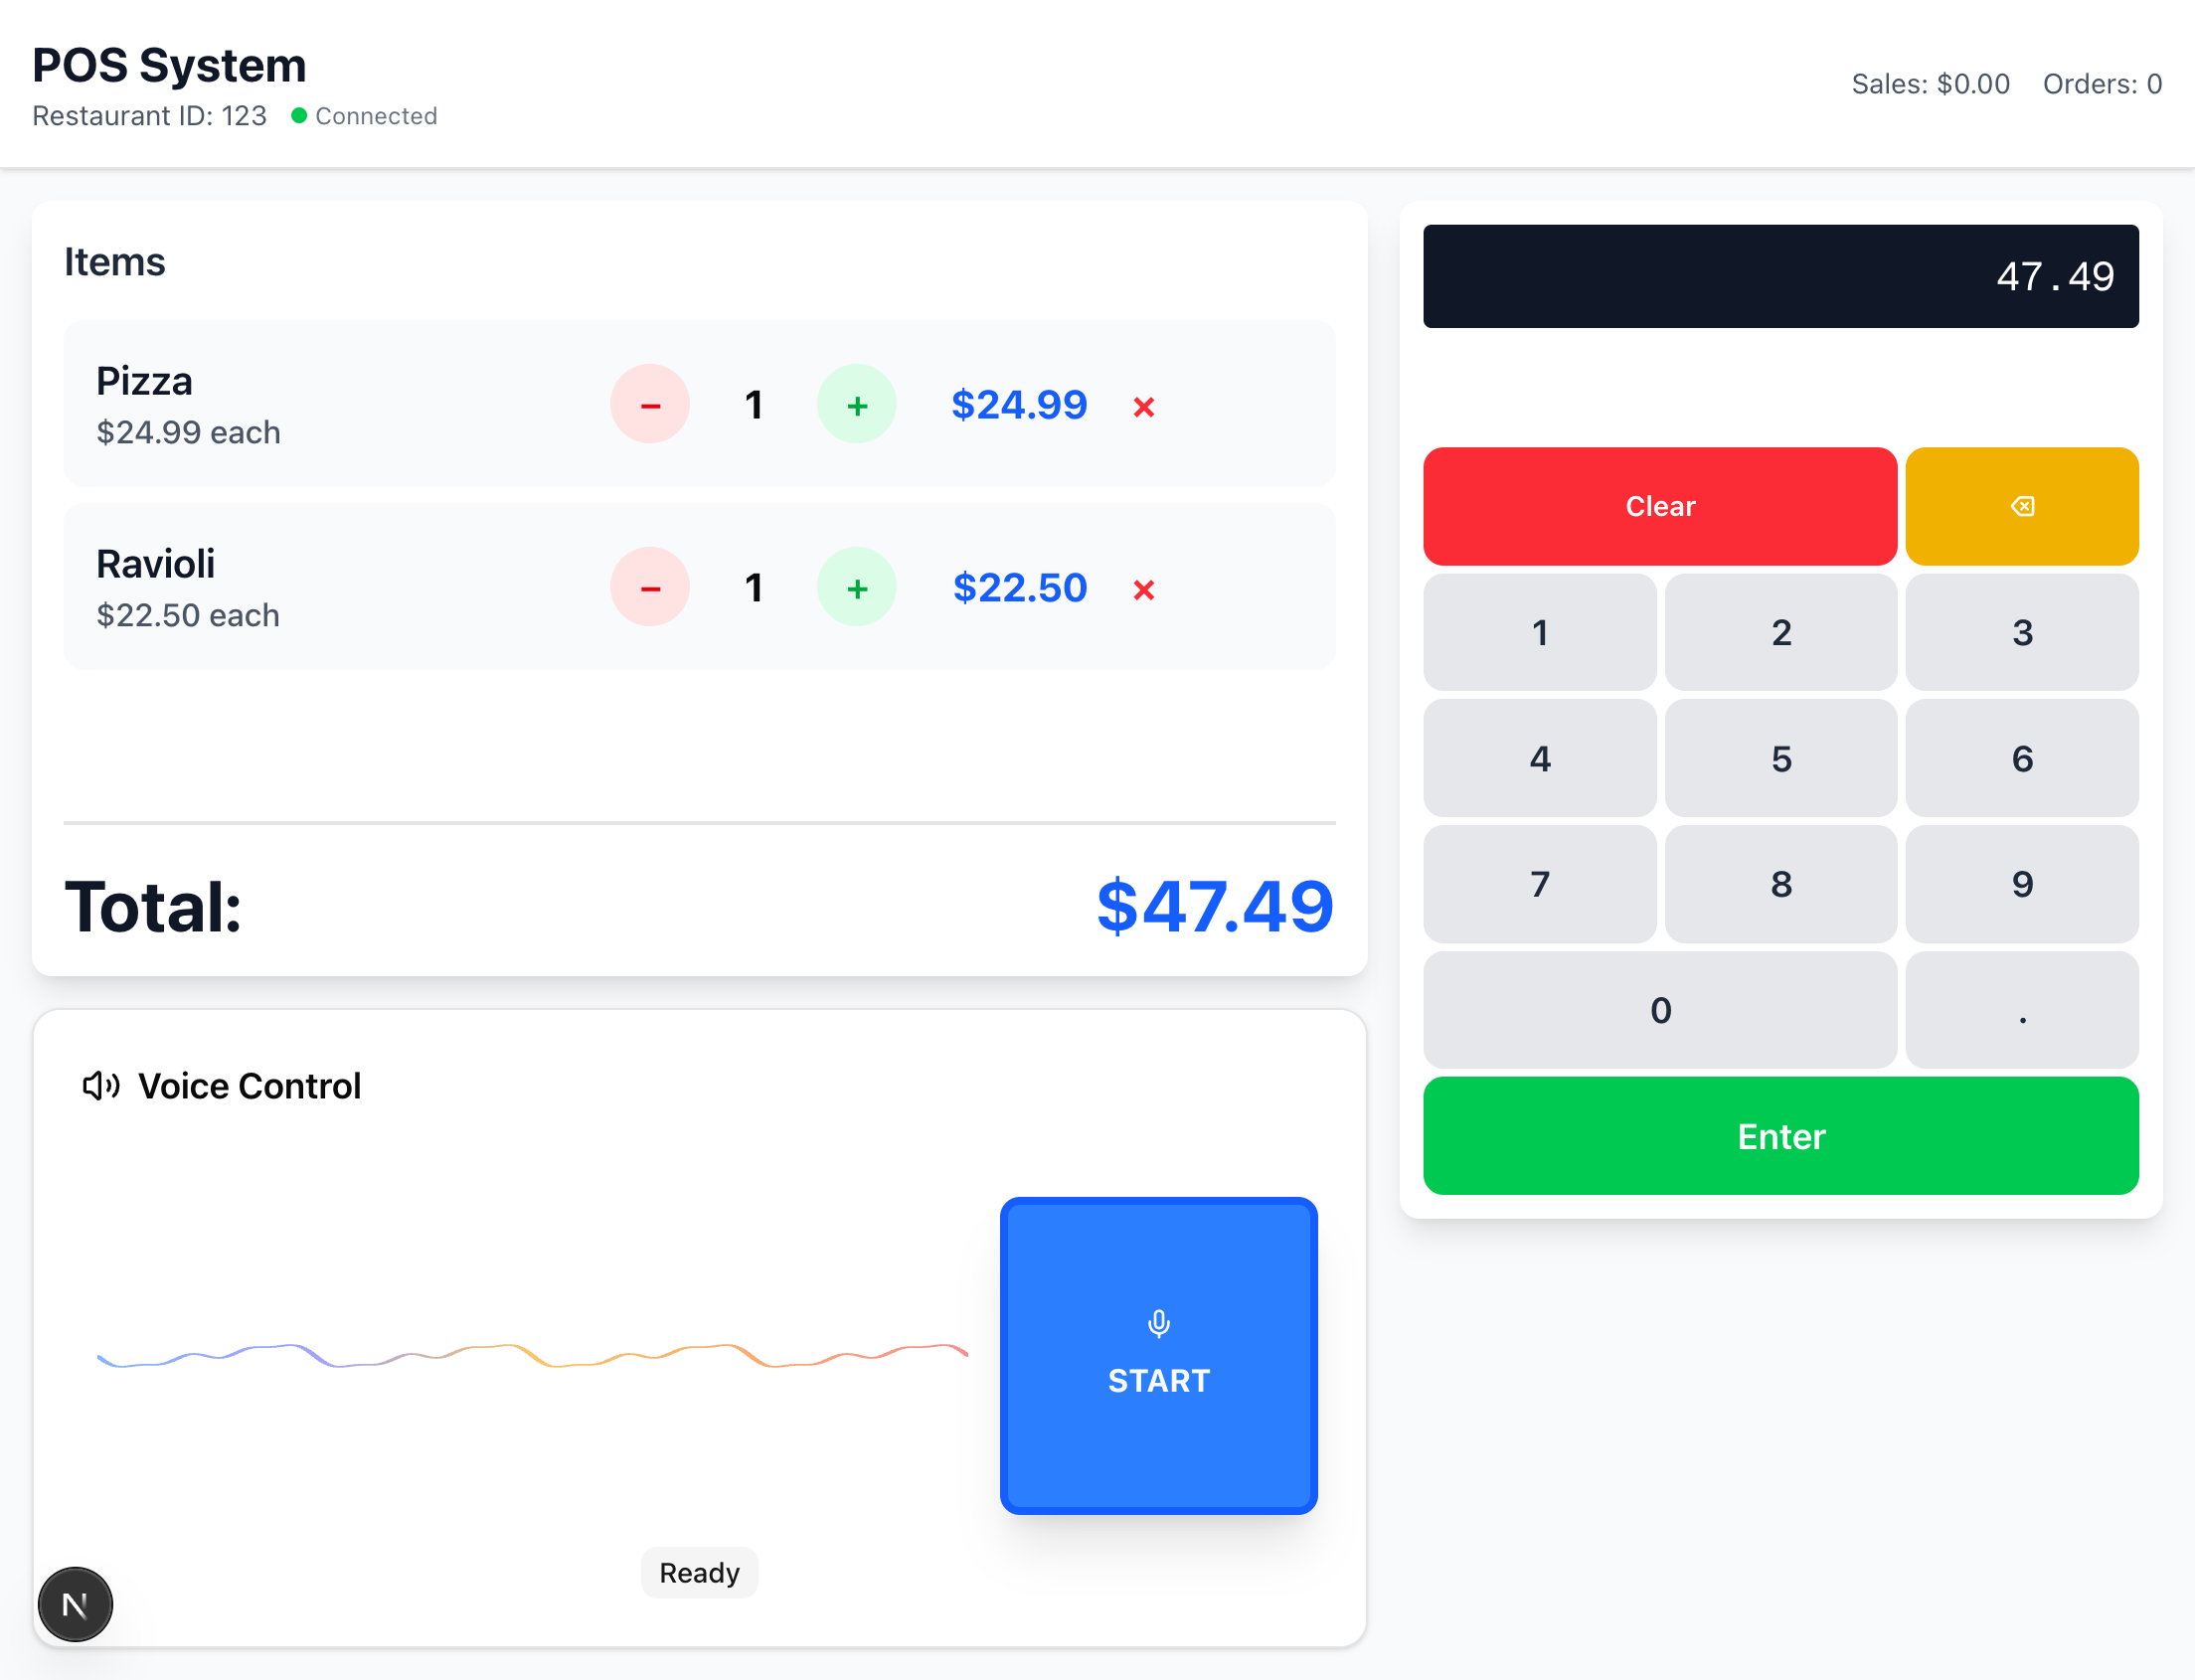 POS System
Restaurant ID: 123 Connected
Sales: $0.00 Orders: 0
Items
Pizza
$24.99 each
− 1 + $24.99 ×
Ravioli
$22.50 each
− 1 + $22.50 ×
Total: $47.49
Voice Control
START
Ready
N
47.49
Clear
1 2 3
4 5 6
7 8 9
0 .
Enter